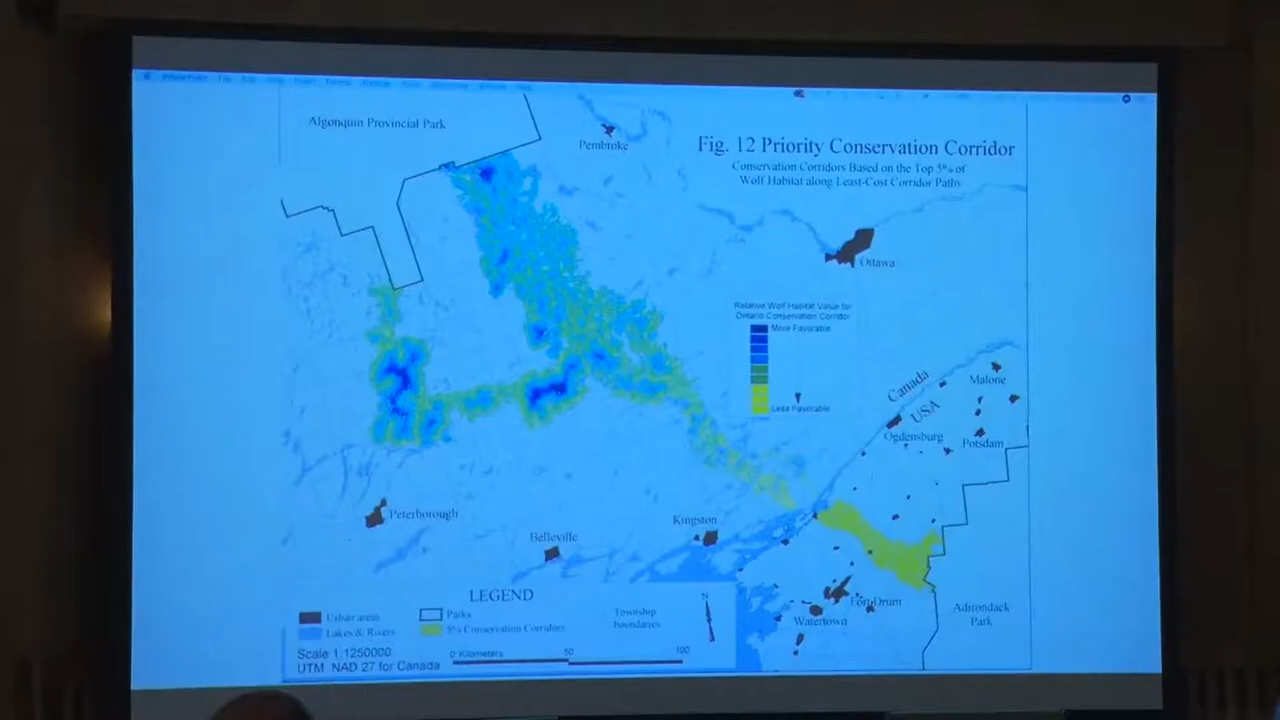 Algonquin Provincial Park
Pembroke
Fig. 12 Priority Conservation Corridor
Conservation Corridors Based on the Top 5% of
Wolf Habitat along Least-Cost Corridor Paths
Ottawa
Relative Wolf Habitat Value for
Ontario Conservation Corridor
More Favorable
Less Favorable
Canada
USA
Malone
Ogdensburg
Potsdam
Peterborough
Belleville
Kingston
Fort Drum
Watertown
Adirondack
Park
LEGEND
Urban areas
Parks
Township
boundaries
Lakes & Rivers
5% Conservation Corridors
N
Scale 1:1250000
UTM NAD 27 for Canada
0 Kilometers 50 100